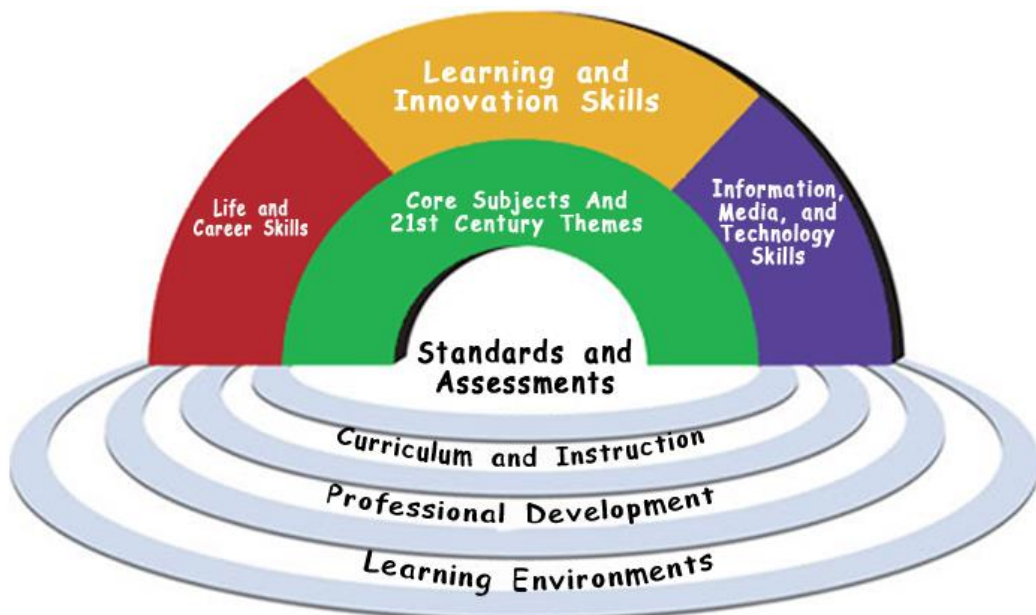 Learning and
Innovation Skills
Life and
Career Skills
Core Subjects And
21st Century Themes
Information,
Media, and
Technology
Skills
Standards and
Assessments
Curriculum and Instruction
Professional Development
Learning Environments